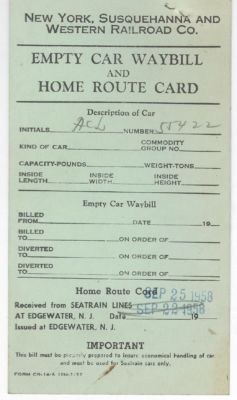 NEW YORK, SUSQUEHANNA AND
WESTERN RAILROAD CO.
EMPTY CAR WAYBILL
AND
HOME ROUTE CARD
Description of Car
INITIALS ACL NUMBER 55422
KIND OF CAR COMMODITY GROUP NO
CAPACITY-POUNDS WEIGHT-TONS
INSIDE LENGTH INSIDE WIDTH INSIDE HEIGHT
Empty Car Waybill
BILLED FROM DATE 19
BILLED TO ON ORDER OF
DIVERTED TO ON ORDER OF
DIVERTED TO ON ORDER OF
Home Route Card SEP 25 1958
Received from SEATRAIN LINES SEP 22 1958
AT EDGEWATER, N. J. Date 19
Issued at EDGEWATER, N. J.
IMPORTANT
This bill must be properly prepared to insure economical handling of car
and must be used for Seatrain cars only.
FORM CH-14-A